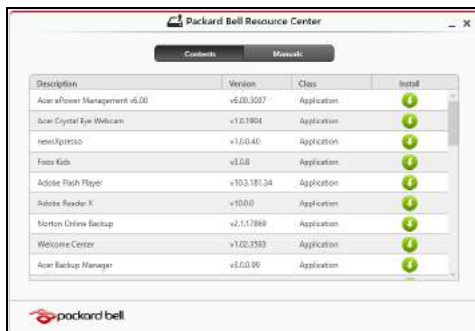 Packard Bell Resource Center
Contents Manuals
Description Version Class Install
Acer ePower Management v6.00 v6.00.3007 Application
Acer Crystal Eye Webcam v1.0.1904 Application
newsXpresso v1.0.0.40 Application
Fooz Kids v3.0.8 Application
Adobe Flash Player v10.3.181.34 Application
Adobe Reader X v10.0.0 Application
Norton Online Backup v2.1.17869 Application
Welcome Center v1.02.3503 Application
Acer Backup Manager v3.0.0.99 Application
packard bell